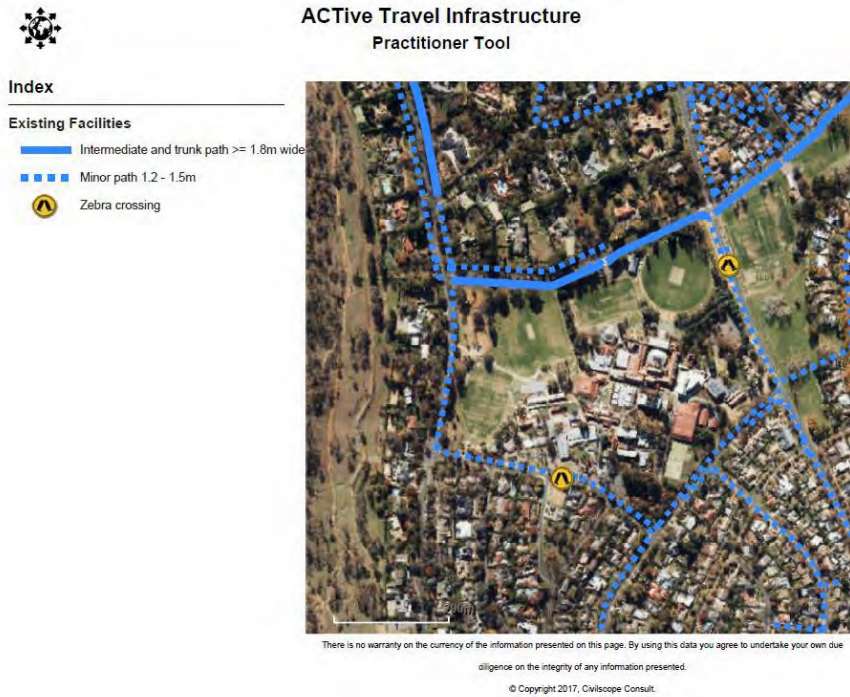 ACTive Travel Infrastructure
Practitioner Tool
Index
Existing Facilities
Intermediate and trunk path >= 1.8m wide
Minor path 1.2 - 1.5m
Zebra crossing
200m
There is no warranty on the currency of the information presented on this page. By using this data you agree to undertake your own due
diligence on the integrity of any information presented.
© Copyright 2017, Civilscope Consult.